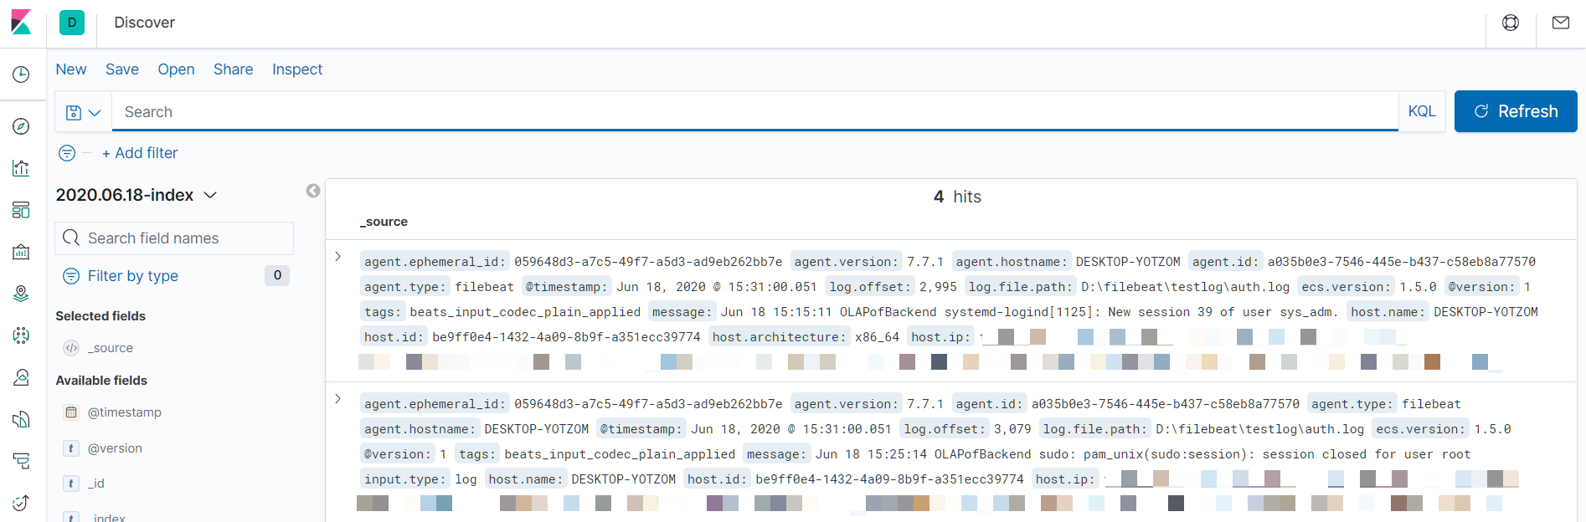 D Discover
New Save Open Share Inspect
Search KQL Refresh
+ Add filter
2020.06.18-index
4 hits
_source
Search field names
Filter by type 0
Selected fields
_source
Available fields
@timestamp
@version
_id
_index
agent.ephemeral_id: 059648d3-a7c5-49f7-a5d3-ad9eb262bb7e agent.version: 7.7.1 agent.hostname: DESKTOP-YOTZOM agent.id: a035b0e3-7546-445e-b437-c58eb8a77570
agent.type: filebeat @timestamp: Jun 18, 2020 @ 15:31:00.051 log.offset: 2,995 log.file.path: D:\filebeat\testlog\auth.log ecs.version: 1.5.0 @version: 1
tags: beats_input_codec_plain_applied message: Jun 18 15:15:11 OLAPofBackend systemd-logind[1125]: New session 39 of user sys_adm. host.name: DESKTOP-YOTZOM
host.id: be9ff0e4-1432-4a09-8b9f-a351ecc39774 host.architecture: x86_64 host.ip:
agent.ephemeral_id: 059648d3-a7c5-49f7-a5d3-ad9eb262bb7e agent.version: 7.7.1 agent.id: a035b0e3-7546-445e-b437-c58eb8a77570 agent.type: filebeat
agent.hostname: DESKTOP-YOTZOM @timestamp: Jun 18, 2020 @ 15:31:00.051 log.offset: 3,079 log.file.path: D:\filebeat\testlog\auth.log ecs.version: 1.5.0
@version: 1 tags: beats_input_codec_plain_applied message: Jun 18 15:25:14 OLAPofBackend sudo: pam_unix(sudo:session): session closed for user root
input.type: log host.name: DESKTOP-YOTZOM host.id: be9ff0e4-1432-4a09-8b9f-a351ecc39774 host.ip: